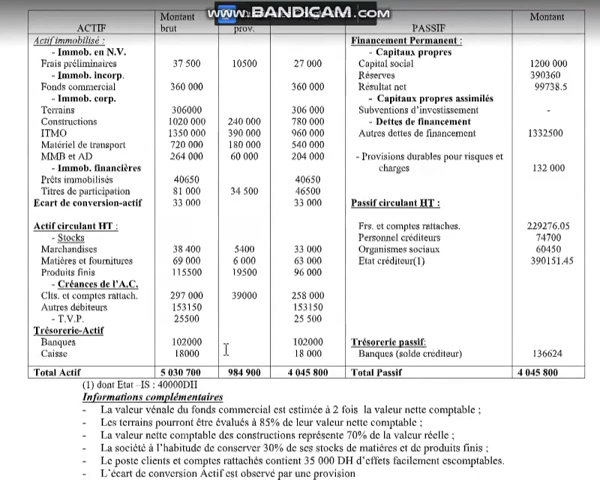 www.BANDICAM.com
ACTIF Montant brut prov. PASSIF Montant
Actif immobilisé : Financement Permanent :
- Immob. en N.V. - Capitaux propres
Frais préliminaires 37 500 10500 27 000 Capital social 1200 000
- Immob. incorp. Réserves 390360
Fonds commercial 360 000 360 000 Résultat net 99738.5
- Immob. corp. - Capitaux propres assimilés
Terrains 306000 306 000 Subventions d'investissement -
Constructions 1020 000 240 000 780 000 - Dettes de financement
ITMO 1350 000 390 000 960 000 Autres dettes de financement 1332500
Matériel de transport 720 000 180 000 540 000
MMB et AD 264 000 60 000 204 000 - Provisions durables pour risques et
- Immob. financières charges 132 000
Prêts immobilisés 40650 40650
Titres de participation 81 000 34 500 46500
Ecart de conversion-actif 33 000 33 000 Passif circulant HT :
Actif circulant HT : Frs. et comptes rattaches. 229276.05
- Stocks Personnel créditeurs 74700
Marchandises 38 400 5400 33 000 Organismes sociaux 60450
Matières et fournitures 69 000 6 000 63 000 Etat créditeur(1) 390151.45
Produits finis 115500 19500 96 000
- Créances de l'A.C.
Clts. et comptes rattach. 297 000 39000 258 000
Autres débiteurs 153150 153150
- T.V.P. 25500 25 500
Trésorerie-Actif
Banques 102000 102000 Trésorerie passif:
Caisse 18000 18 000 Banques (solde créditeur) 136624
Total Actif 5 030 700 984 900 4 045 800 Total Passif 4 045 800
(1) dont Etat –IS : 40000DH
Informations complémentaires
- La valeur vénale du fonds commercial est estimée à 2 fois la valeur nette comptable ;
- Les terrains pourront être évalués à 85% de leur valeur nette comptable ;
- La valeur nette comptable des constructions représente 70% de la valeur réelle ;
- La société à l'habitude de conserver 30% de ses stocks de matières et de produits finis ;
- Le poste clients et comptes rattachés contient 35 000 DH d'effets facilement escomptables.
- L'écart de conversion Actif est observé par une provision